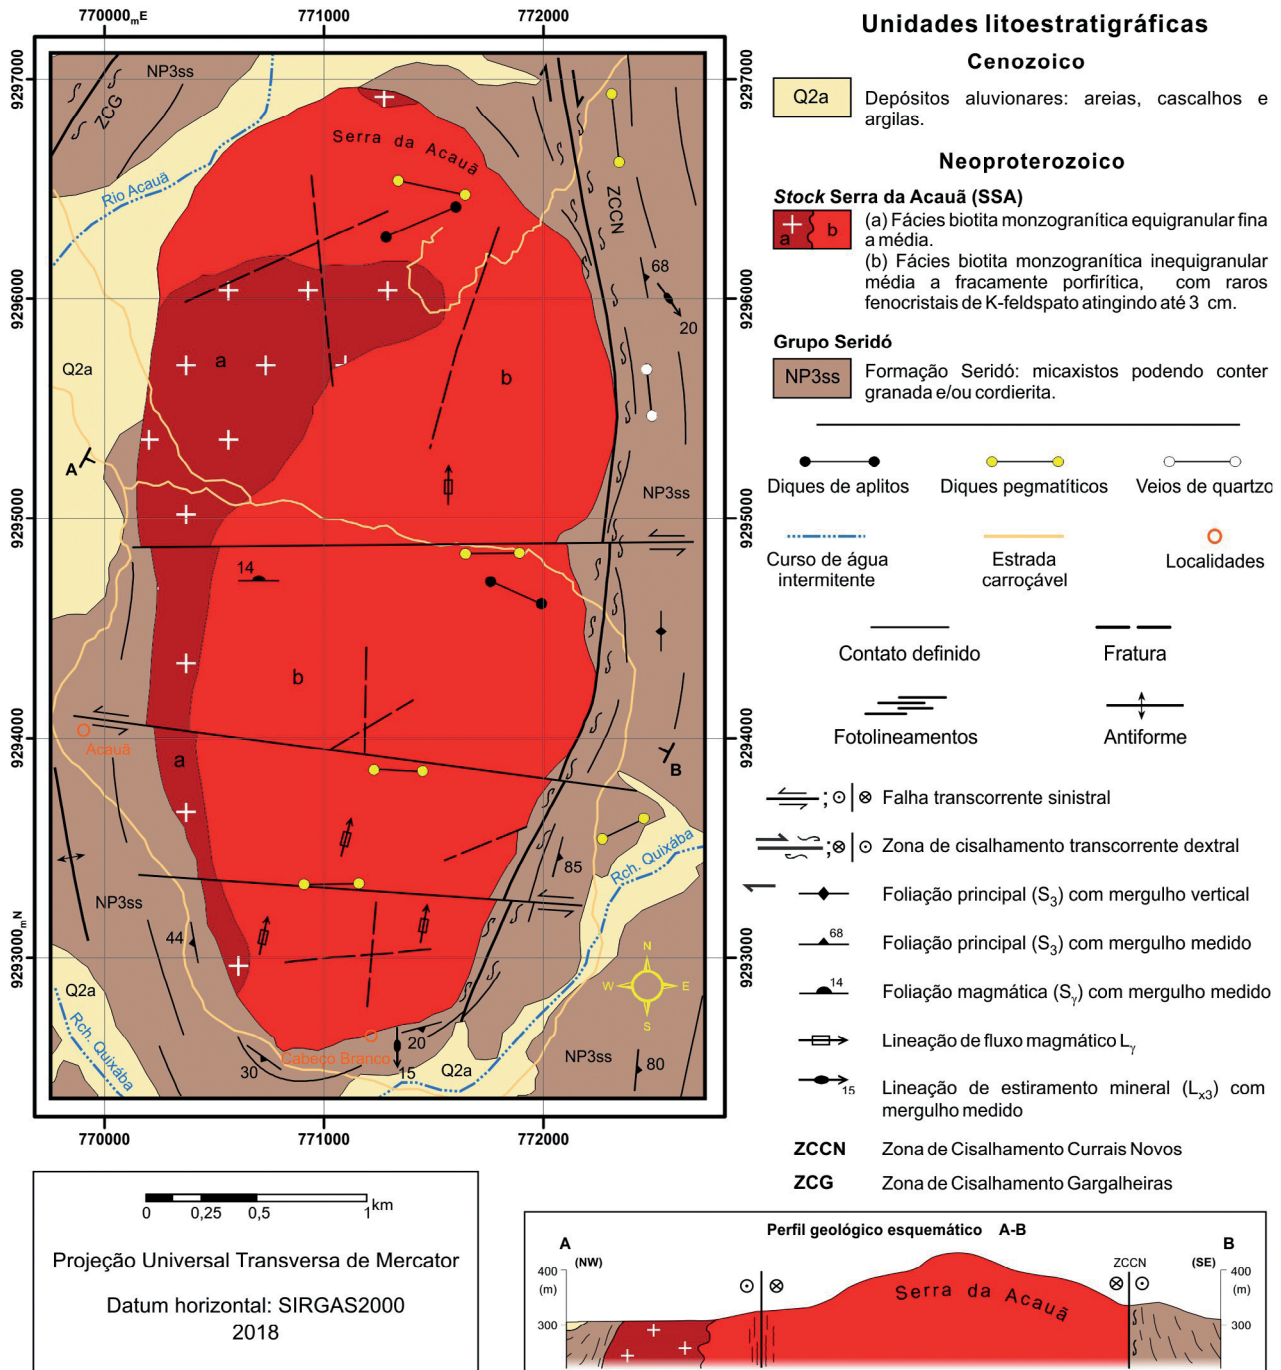 770000mE 771000 772000
9297000
9296000
9295000
9294000
9293000mN
9297000
9296000
9295000
9294000
9293000
NP3ss
ZCG
Rio Acauã
Serra da Acauã
ZCCN
68
20
Q2a
a
b
A
NP3ss
14
b
Acauã
a
B
Rch. Quixába
85
NP3ss
44
N
W E
S
Q2a
Rch. Quixába
20
Cabeço Branco
30
15
Q2a
NP3ss
80
770000 771000 772000
Unidades litoestratigráficas
Cenozoico
Q2a
Depósitos aluvionares: areias, cascalhos e
argilas.
Neoproterozoico
Stock Serra da Acauã (SSA)
a b
(a) Fácies biotita monzogranítica equigranular fina
a média.
(b) Fácies biotita monzogranítica inequigranular
média a fracamente porfirítica, com raros
fenocristais de K-feldspato atingindo até 3 cm.
Grupo Seridó
NP3ss
Formação Seridó: micaxistos podendo conter
granada e/ou cordierita.
Diques de aplitos Diques pegmatíticos Veios de quartzo
Curso de água
intermitente
Estrada
carroçável
Localidades
Contato definido Fratura
Fotolineamentos Antiforme
; Falha transcorrente sinistral
; Zona de cisalhamento transcorrente dextral
Foliação principal (S3) com mergulho vertical
68 Foliação principal (S3) com mergulho medido
14 Foliação magmática (Sγ) com mergulho medido
Lineação de fluxo magmático Lγ
15 Lineação de estiramento mineral (Lx3) com
mergulho medido
ZCCN Zona de Cisalhamento Currais Novos
ZCG Zona de Cisalhamento Gargalheiras
0 0,25 0,5 1 km
Projeção Universal Transversa de Mercator
Datum horizontal: SIRGAS2000
2018
Perfil geológico esquemático A-B
A B
(NW) ZCCN (SE)
400 400
(m) (m)
300 300
Serra da Acauã